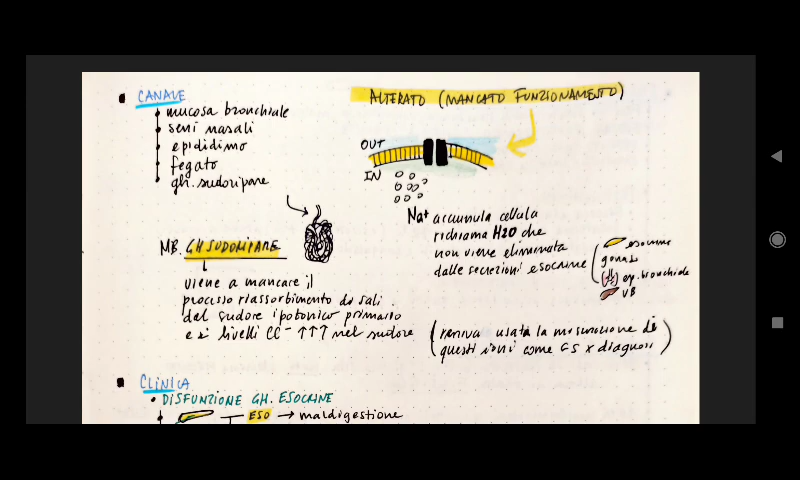 CANALE
mucosa bronchiale
seni nasali
epididimo
fegato
gh. sudoripare
ALTERATO (MANCATO FUNZIONAMENTO)
OUT
IN
Na+ accumula cellula
richiama H2O che
non viene eliminata
dalle secrezioni esocrine
esocrino
gonadi
ep. bronchiale
VB
MB. GH SUDORIPARE
viene a mancare il
processo riassorbimento di sali
del sudore ipotonico primario
e si livelli Cl- ↑↑↑ nel sudore
(veniva usata la misurazione di
questi ioni come GS x diagnosi)
CLINICA
DISFUNZIONE GH. ESOCRINE
ESO → maldigestione